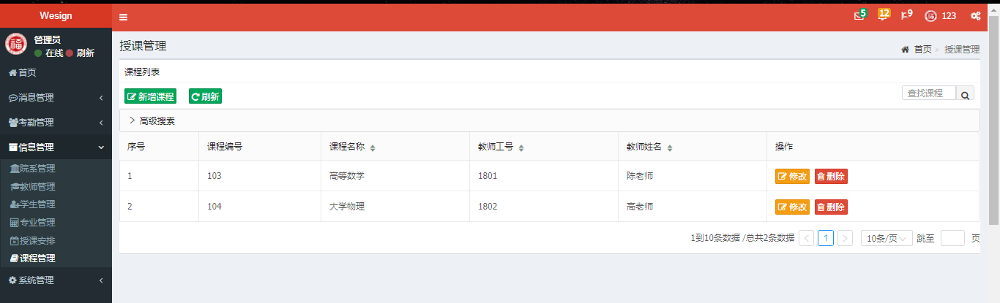 Wesign
5 12 9 123
管理员
在线 刷新
首页
消息管理
考勤管理
信息管理
院系管理
教师管理
学生管理
专业管理
授课安排
课程管理
系统管理
授课管理
首页 > 授课管理
课程列表
新增课程 刷新 查找课程
高级搜索
序号 课程编号 课程名称 教师工号 教师姓名 操作
1 103 高等数学 1801 陈老师 修改 删除
2 104 大学物理 1802 高老师 修改 删除
1到10条数据 /总共2条数据 < 1 > 10条/页 跳至 页